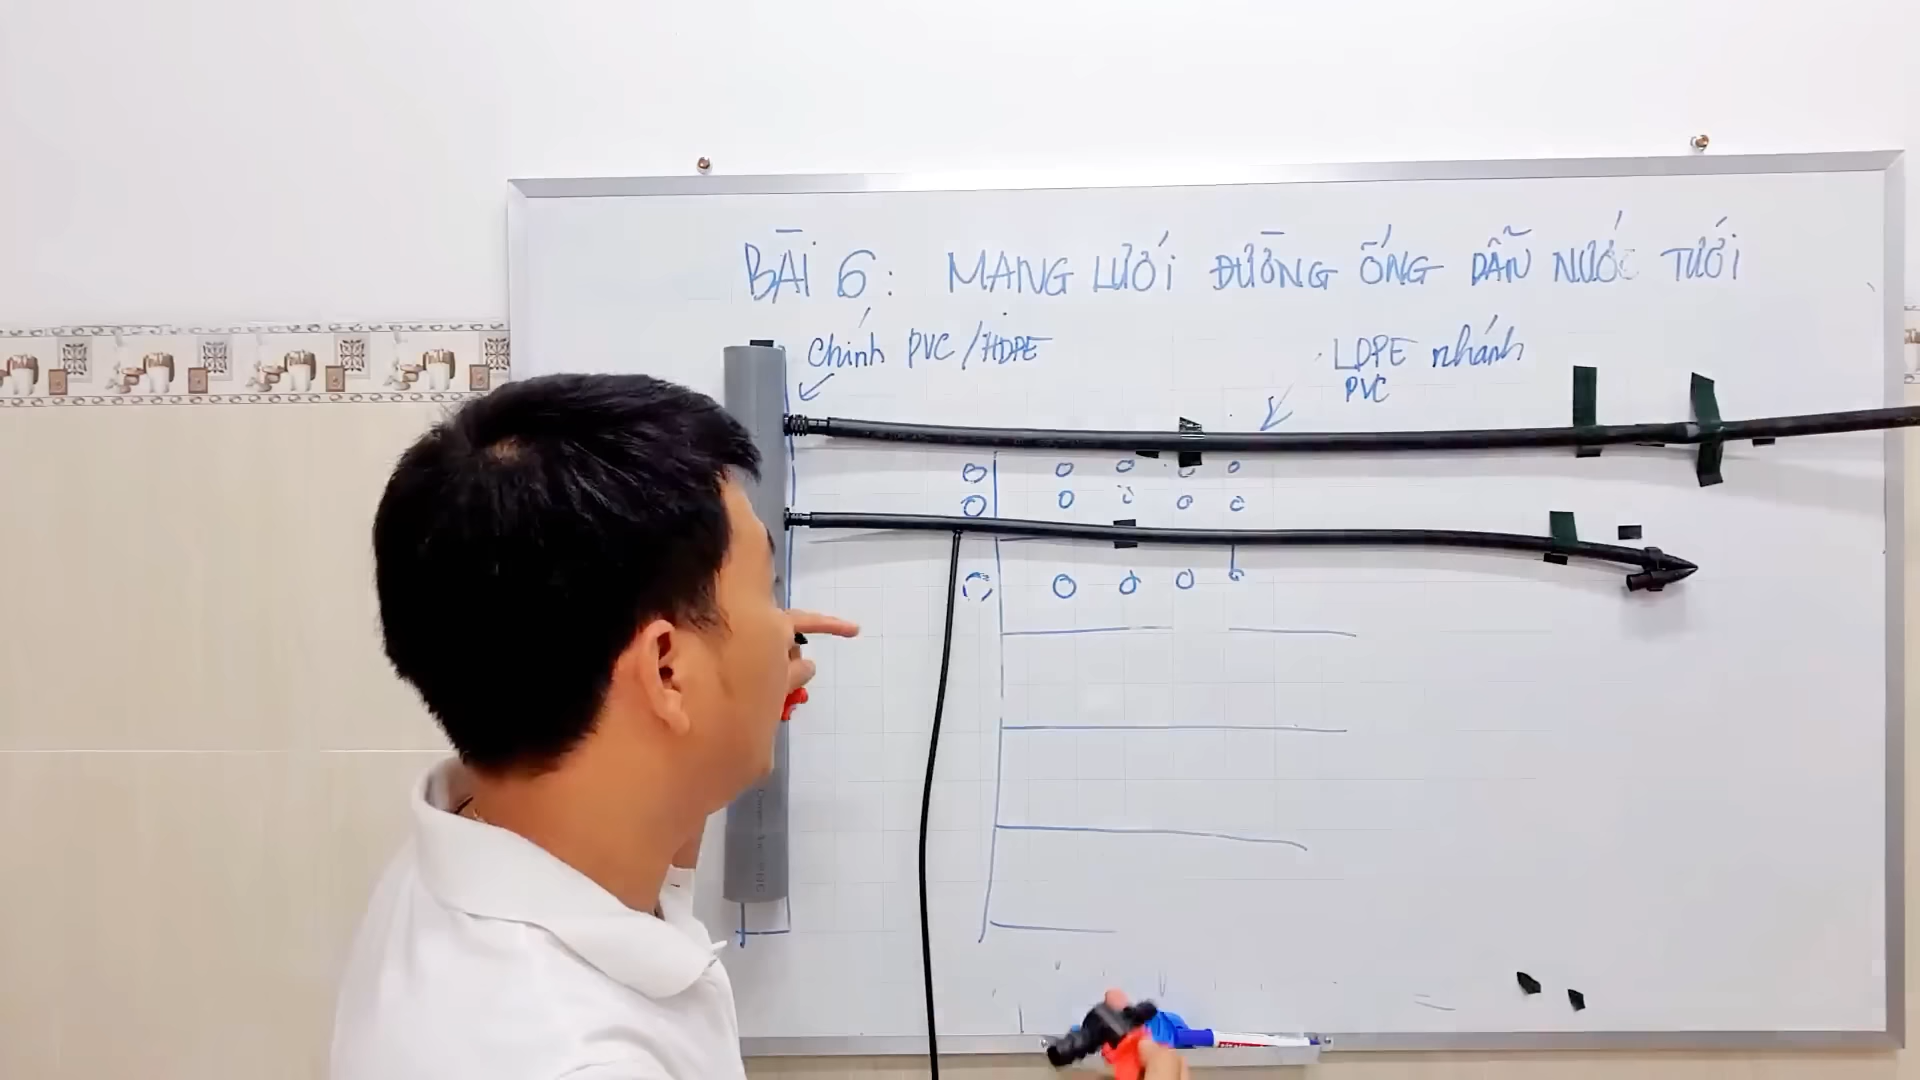 BÀI 6: MẠNG LƯỚI ĐƯỜNG ỐNG DẪN NƯỚC TƯỚI
Chính PVC/HDPE
LDPE nhánh
PVC